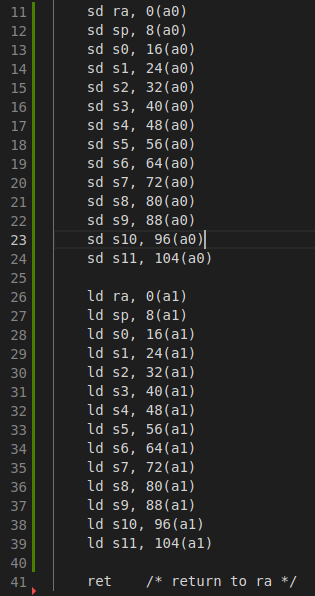 11 sd ra, 0(a0)
12 sd sp, 8(a0)
13 sd s0, 16(a0)
14 sd s1, 24(a0)
15 sd s2, 32(a0)
16 sd s3, 40(a0)
17 sd s4, 48(a0)
18 sd s5, 56(a0)
19 sd s6, 64(a0)
20 sd s7, 72(a0)
21 sd s8, 80(a0)
22 sd s9, 88(a0)
23 sd s10, 96(a0)
24 sd s11, 104(a0)
25
26 ld ra, 0(a1)
27 ld sp, 8(a1)
28 ld s0, 16(a1)
29 ld s1, 24(a1)
30 ld s2, 32(a1)
31 ld s3, 40(a1)
32 ld s4, 48(a1)
33 ld s5, 56(a1)
34 ld s6, 64(a1)
35 ld s7, 72(a1)
36 ld s8, 80(a1)
37 ld s9, 88(a1)
38 ld s10, 96(a1)
39 ld s11, 104(a1)
40
41 ret    /* return to ra */